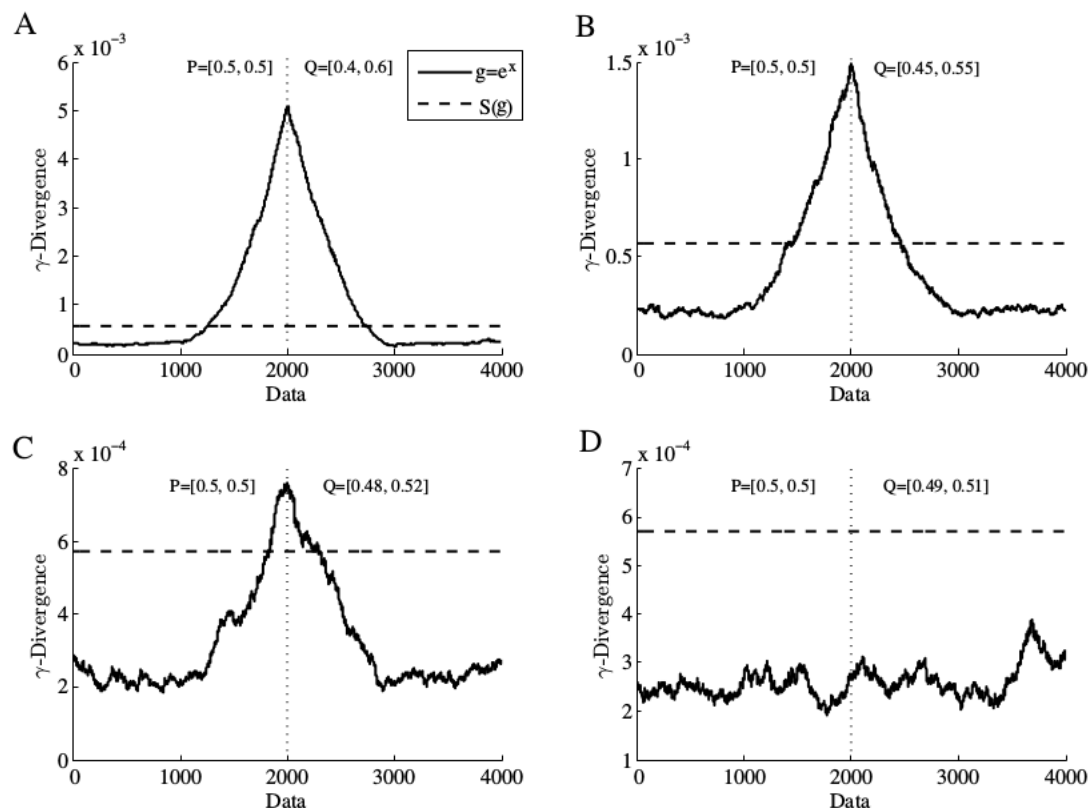 A
x 10⁻³
6
5
4
3
2
1
0
γ-Divergence
P=[0.5, 0.5] Q=[0.4, 0.6]
g=eˣ
S(g)
0 1000 2000 3000 4000
Data
B
x 10⁻³
1.5
1
0.5
0
γ-Divergence
P=[0.5, 0.5] Q=[0.45, 0.55]
0 1000 2000 3000 4000
Data
C
x 10⁻⁴
8
6
4
2
0
γ-Divergence
P=[0.5, 0.5] Q=[0.48, 0.52]
0 1000 2000 3000 4000
Data
D
x 10⁻⁴
7
6
5
4
3
2
1
γ-Divergence
P=[0.5, 0.5] Q=[0.49, 0.51]
0 1000 2000 3000 4000
Data